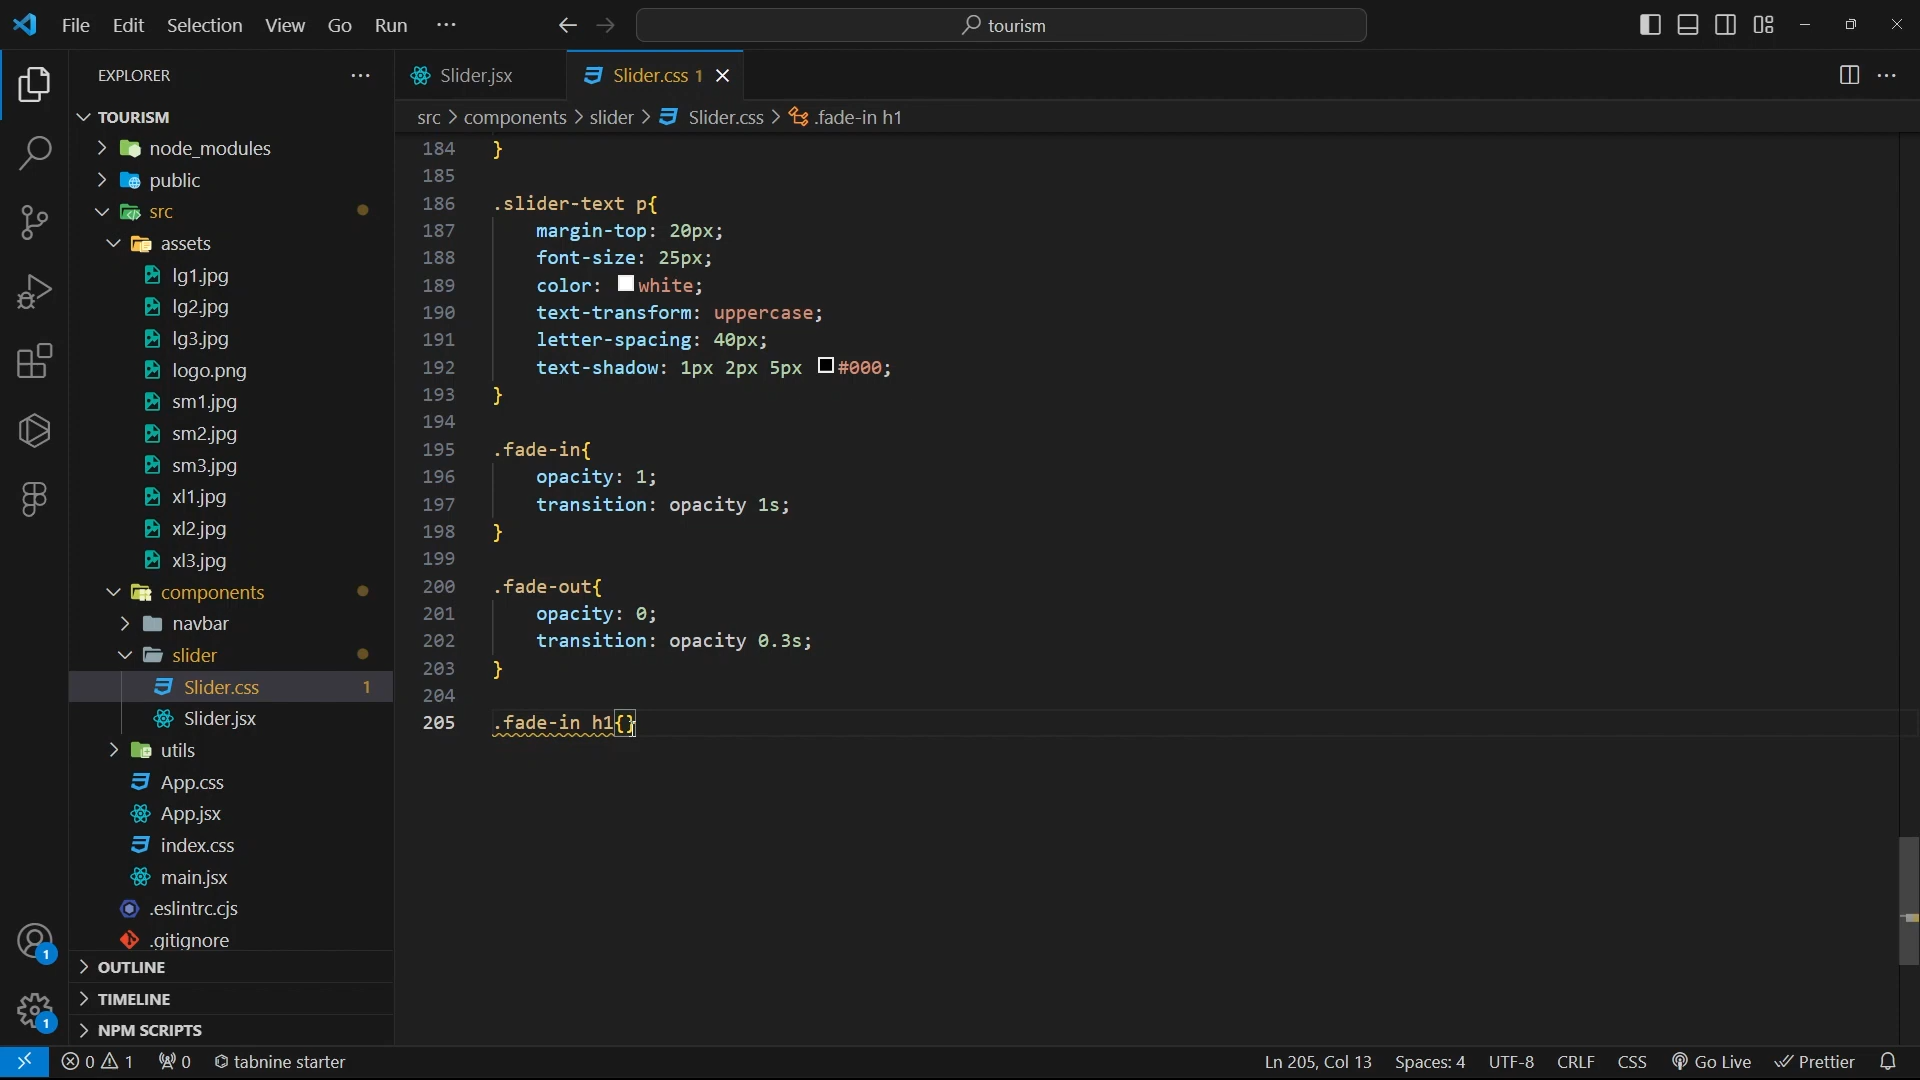 File Edit Selection View Go Run ···
tourism
EXPLORER ···
TOURISM
node_modules
public
src
assets
lg1.jpg
lg2.jpg
lg3.jpg
logo.png
sm1.jpg
sm2.jpg
sm3.jpg
xl1.jpg
xl2.jpg
xl3.jpg
components
navbar
slider
Slider.css 1
Slider.jsx
utils
App.css
App.jsx
index.css
main.jsx
.eslintrc.cjs
.gitignore
OUTLINE
TIMELINE
NPM SCRIPTS
1
1
Slider.jsx
Slider.css 1
src > components > slider > Slider.css > .fade-in h1
184 }
185
186 .slider-text p{
187 margin-top: 20px;
188 font-size: 25px;
189 color: white;
190 text-transform: uppercase;
191 letter-spacing: 40px;
192 text-shadow: 1px 2px 5px #000;
193 }
194
195 .fade-in{
196 opacity: 1;
197 transition: opacity 1s;
198 }
199
200 .fade-out{
201 opacity: 0;
202 transition: opacity 0.3s;
203 }
204
205 .fade-in h1{}
0 1 0 tabnine starter
Ln 205, Col 13 Spaces: 4 UTF-8 CRLF CSS Go Live Prettier